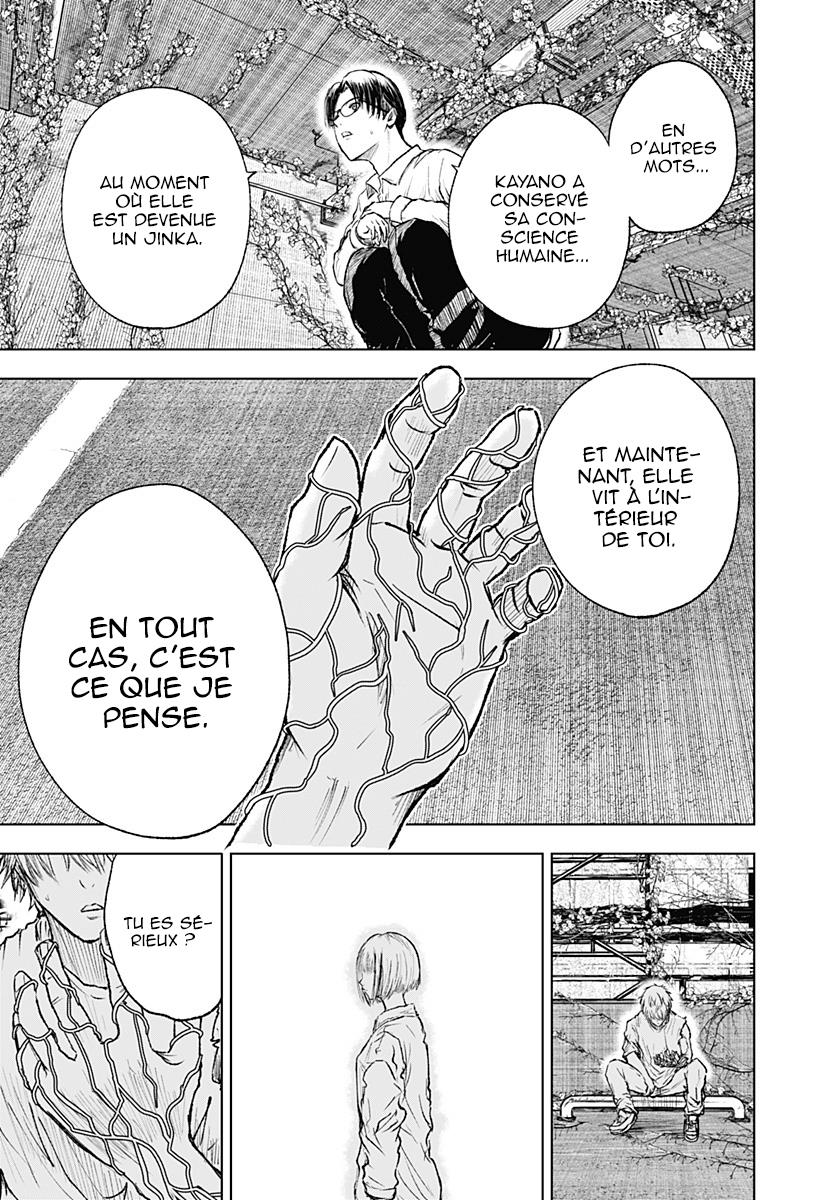 EN
D'AUTRES
MOTS...
KAYANO A
CONSERVÉ
SA CON-
SCIENCE
HUMAINE...
AU MOMENT
OÙ ELLE
EST DEVENUE
UN JINKA.
ET MAINTE-
NANT, ELLE
VIT À L'IN-
TÉRIEUR
DE TOI.
EN TOUT
CAS, C'EST
CE QUE JE
PENSE.
TU ES SÉ-
RIEUX ?